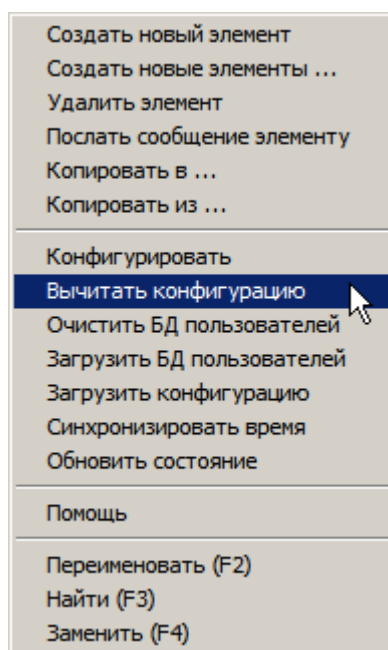 Создать новый элемент
Создать новые элементы ...
Удалить элемент
Послать сообщение элементу
Копировать в ...
Копировать из ...
Конфигурировать
Вычитать конфигурацию
Очистить БД пользователей
Загрузить БД пользователей
Загрузить конфигурацию
Синхронизировать время
Обновить состояние
Помощь
Переименовать (F2)
Найти (F3)
Заменить (F4)